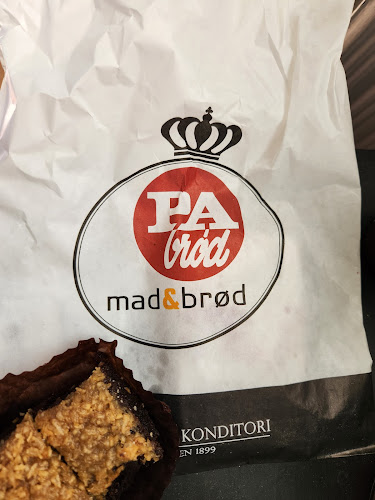 PA
brød
mad&brød
KONDITORI
EN 1899